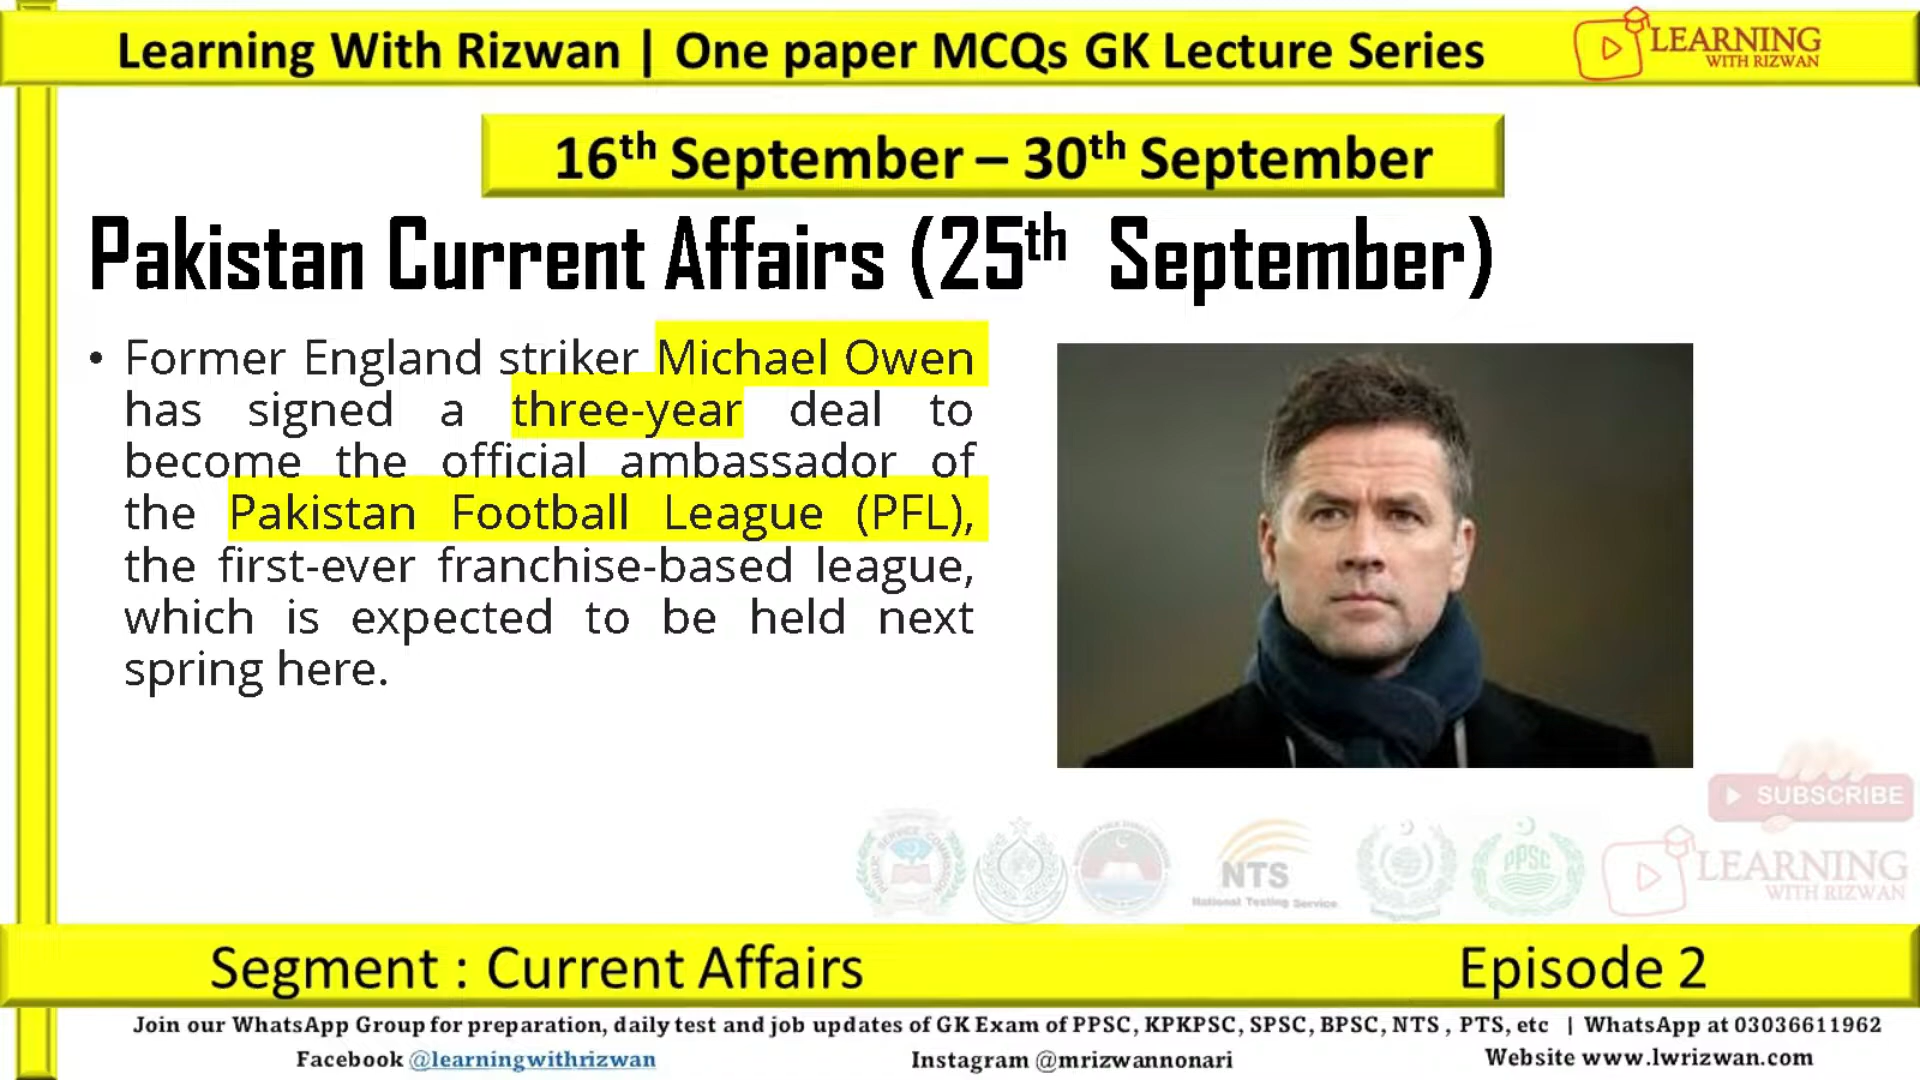 Learning With Rizwan | One paper MCQs GK Lecture Series
LEARNING
WITH RIZWAN
16th September – 30th September
Pakistan Current Affairs (25th September)
• Former England striker Michael Owen
has signed a three-year deal to
become the official ambassador of
the Pakistan Football League (PFL),
the first-ever franchise-based league,
which is expected to be held next
spring here.
SUBSCRIBE
NTS
National Testing Service
PPSC
LEARNING
WITH RIZWAN
Segment : Current Affairs
Episode 2
Join our WhatsApp Group for preparation, daily test and job updates of GK Exam of PPSC, KPKPSC, SPSC, BPSC, NTS , PTS, etc | WhatsApp at 03036611962
Facebook @learningwithrizwan
Instagram @mrizwannonari
Website www.lwrizwan.com